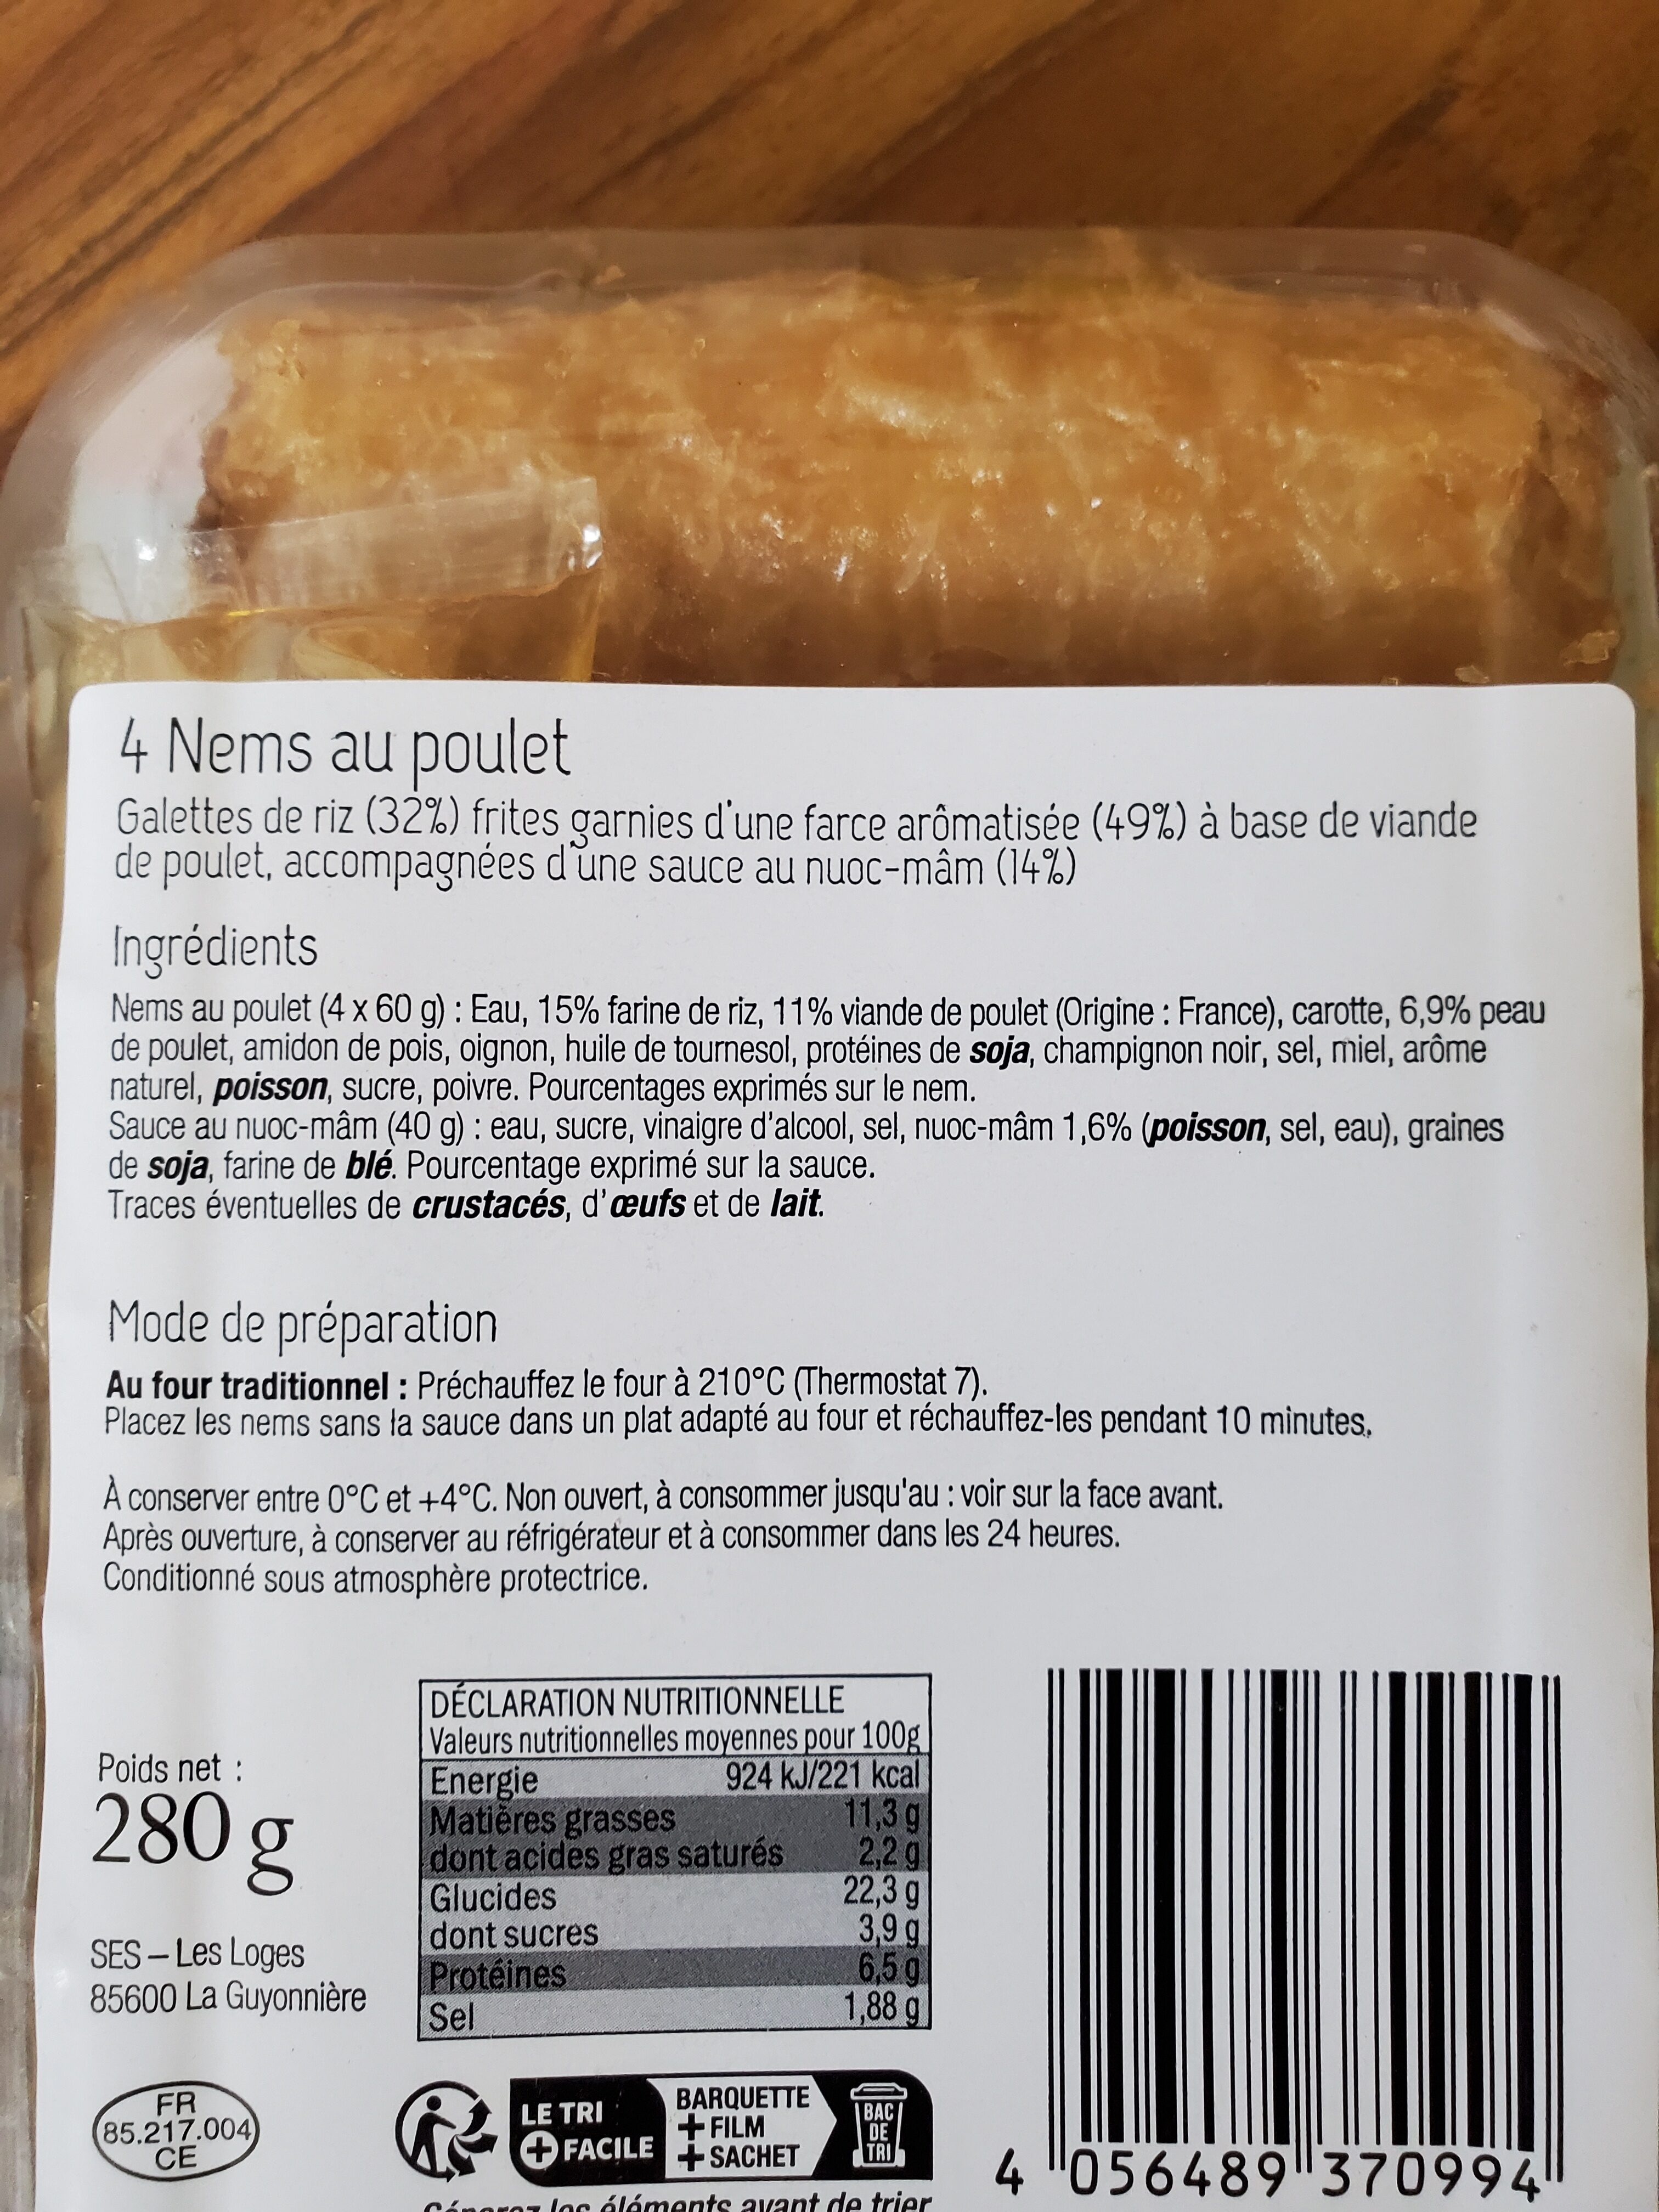 4 Nems au poulet
Galettes de riz (32%) frites garnies d'une farce arômatisée (49%) à base de viande
de poulet, accompagnées d'une sauce au nuoc-mâm (14%)
Ingrédients
Nems au poulet (4 x 60 g) : Eau, 15% farine de riz, 11% viande de poulet (Origine : France), carotte, 6,9% peau
de poulet, amidon de pois, oignon, huile de tournesol, protéines de soja, champignon noir, sel, miel, arôme
naturel, poisson, sucre, poivre. Pourcentages exprimés sur le nem.
Sauce au nuoc-mâm (40 g) : eau, sucre, vinaigre d'alcool, sel, nuoc-mâm 1,6% (poisson, sel, eau), graines
de soja, farine de blé. Pourcentage exprimé sur la sauce.
Traces éventuelles de crustacés, d'œufs et de lait.
Mode de préparation
Au four traditionnel : Préchauffez le four à 210°C (Thermostat 7).
Placez les nems sans la sauce dans un plat adapté au four et réchauffez-les pendant 10 minutes.
À conserver entre 0°C et +4°C. Non ouvert, à consommer jusqu'au : voir sur la face avant.
Après ouverture, à conserver au réfrigérateur et à consommer dans les 24 heures.
Conditionné sous atmosphère protectrice.
Poids net :
280 g
SES – Les Loges
85600 La Guyonnière
FR
85.217.004
CE
DÉCLARATION NUTRITIONNELLE
Valeurs nutritionnelles moyennes pour 100g
Energie 924 kJ/221 kcal
Matières grasses 11,3 g
dont acides gras saturés 2,2 g
Glucides 22,3 g
dont sucres 3,9 g
Protéines 6,5 g
Sel 1,88 g
LE TRI
+ FACILE
BARQUETTE
+ FILM
+ SACHET
BAC
DE
TRI
Séparez les éléments avant de trier
4 056489 370994